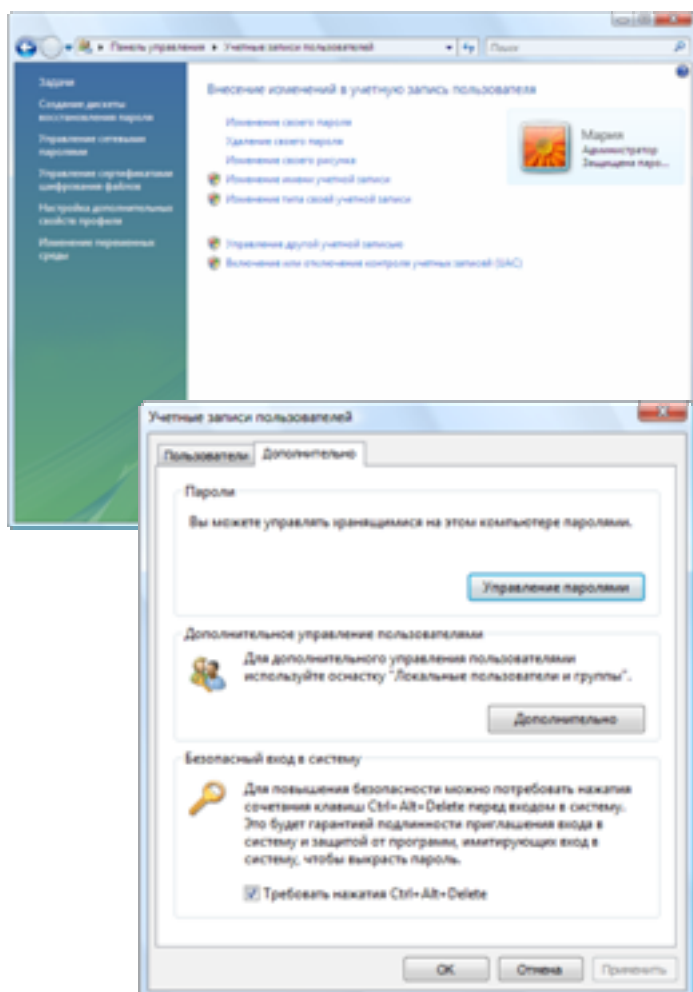 Панель управления ▸ Учетные записи пользователей
Поиск
Задачи
Создание дискеты
восстановления пароля
Управление сетевыми
паролями
Управление сертификатами
шифрования файлов
Настройка дополнительных
свойств профиля
Изменение переменных
среды
Внесение изменений в учетную запись пользователя
Изменение своего пароля
Удаление своего пароля
Изменение своего рисунка
Изменение имени учетной записи
Изменение типа своей учетной записи
Управление другой учетной записью
Включение или отключение контроля учетных записей (UAC)
Мария
Администратор
Защищена паро...
Учетные записи пользователей
Пользователи Дополнительно
Пароли
Вы можете управлять хранящимися на этом компьютере паролями.
Управление паролями
Дополнительное управление пользователями
Для дополнительного управления пользователями
используйте оснастку "Локальные пользователи и группы".
Дополнительно
Безопасный вход в систему
Для повышения безопасности можно потребовать нажатия
сочетания клавиш Ctrl+Alt+Delete перед входом в систему.
Это будет гарантией подлинности приглашения входа в
систему и защитой от программ, имитирующих вход в
систему, чтобы выкрасть пароль.
Требовать нажатия Ctrl+Alt+Delete
ОК Отмена Применить